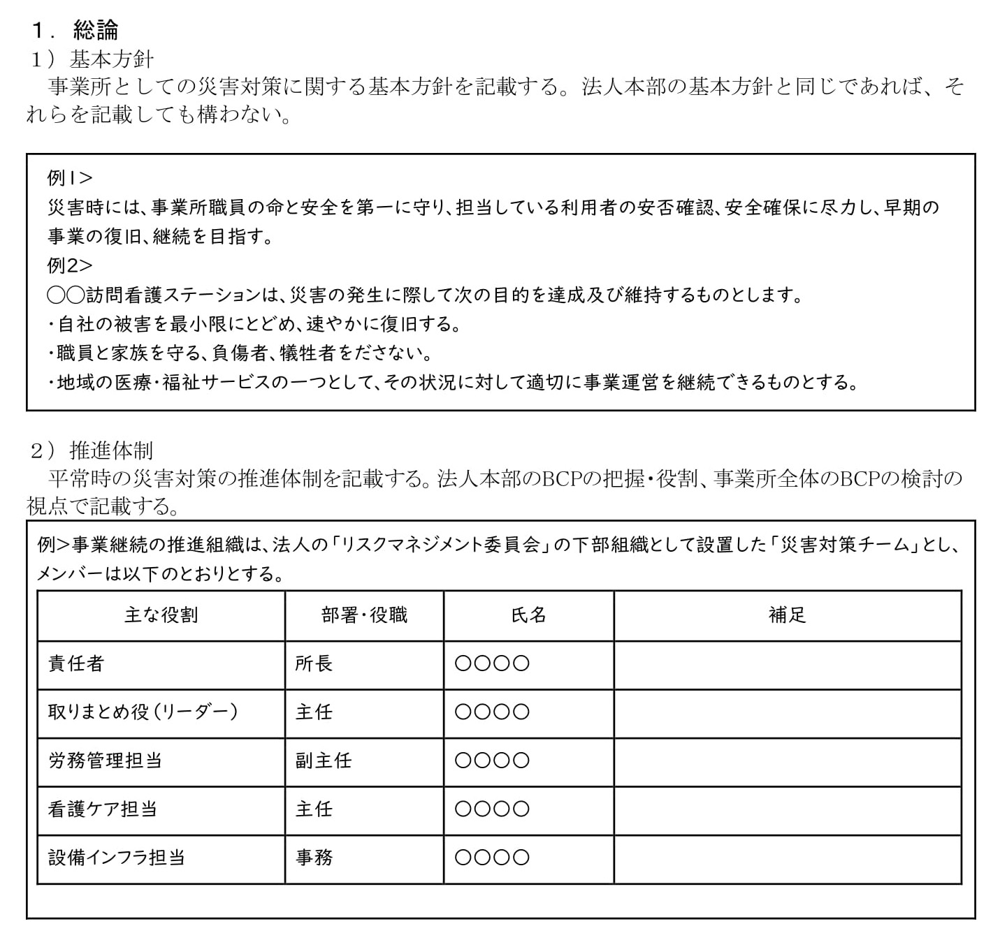 １．総論
１）基本方針
　事業所としての災害対策に関する基本方針を記載する。法人本部の基本方針と同じであれば、そ
れらを記載しても構わない。
例1>
災害時には、事業所職員の命と安全を第一に守り、担当している利用者の安否確認、安全確保に尽力し、早期の
事業の復旧、継続を目指す。
例2>
〇〇訪問看護ステーションは、災害の発生に際して次の目的を達成及び維持するものとします。
・自社の被害を最小限にとどめ、速やかに復旧する。
・職員と家族を守る、負傷者、犠牲者をださない。
・地域の医療・福祉サービスの一つとして、その状況に対して適切に事業運営を継続できるものとする。
２）推進体制
　平常時の災害対策の推進体制を記載する。法人本部のBCPの把握・役割、事業所全体のBCPの検討の
視点で記載する。
例>事業継続の推進組織は、法人の「リスクマネジメント委員会」の下部組織として設置した「災害対策チーム」とし、
メンバーは以下のとおりとする。
主な役割 部署・役職 氏名 補足
責任者 所長 〇〇〇〇
取りまとめ役（リーダー） 主任 〇〇〇〇
労務管理担当 副主任 〇〇〇〇
看護ケア担当 主任 〇〇〇〇
設備インフラ担当 事務 〇〇〇〇